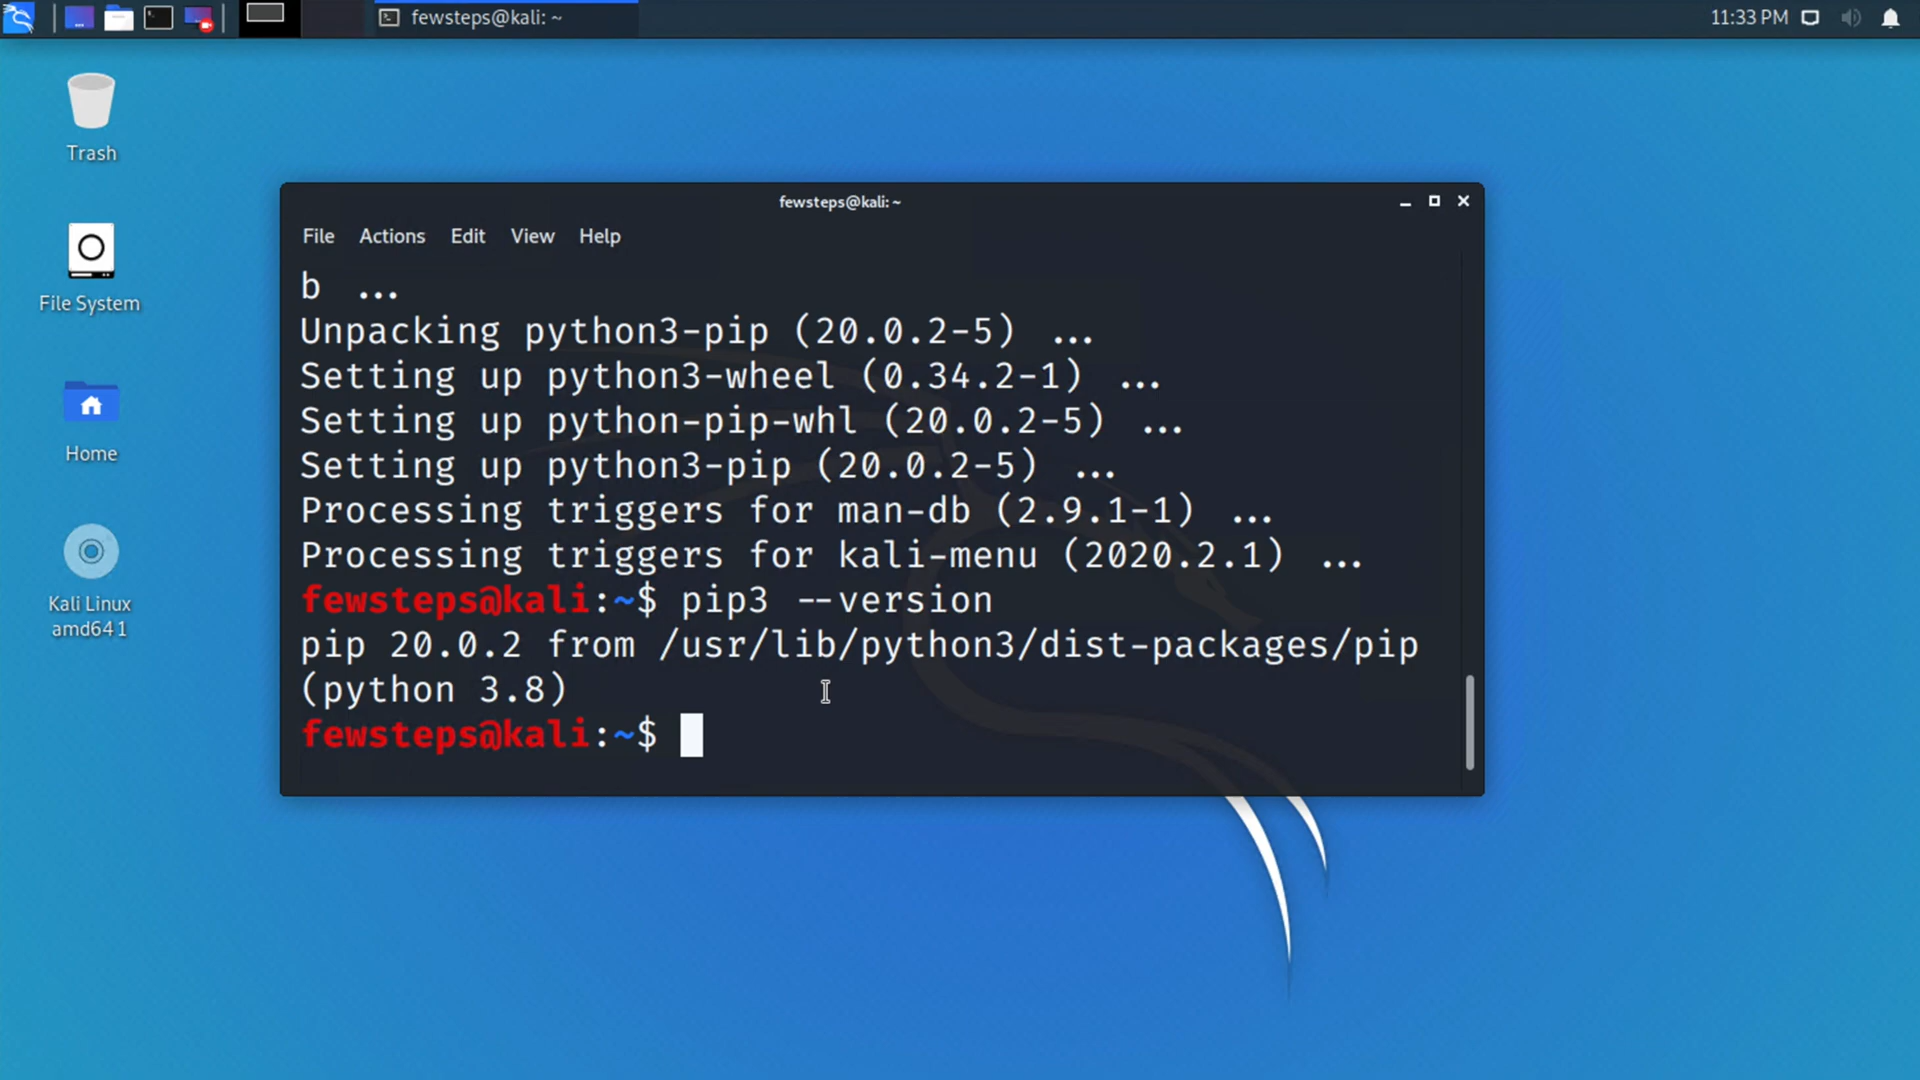 fewsteps@kali: ~
11:33 PM
Trash
File System
Home
Kali Linux
amd64 1
fewsteps@kali: ~
File Actions Edit View Help
b ...
Unpacking python3-pip (20.0.2-5) ...
Setting up python3-wheel (0.34.2-1) ...
Setting up python-pip-whl (20.0.2-5) ...
Setting up python3-pip (20.0.2-5) ...
Processing triggers for man-db (2.9.1-1) ...
Processing triggers for kali-menu (2020.2.1) ...
fewsteps@kali:~$ pip3 --version
pip 20.0.2 from /usr/lib/python3/dist-packages/pip
(python 3.8)
fewsteps@kali:~$